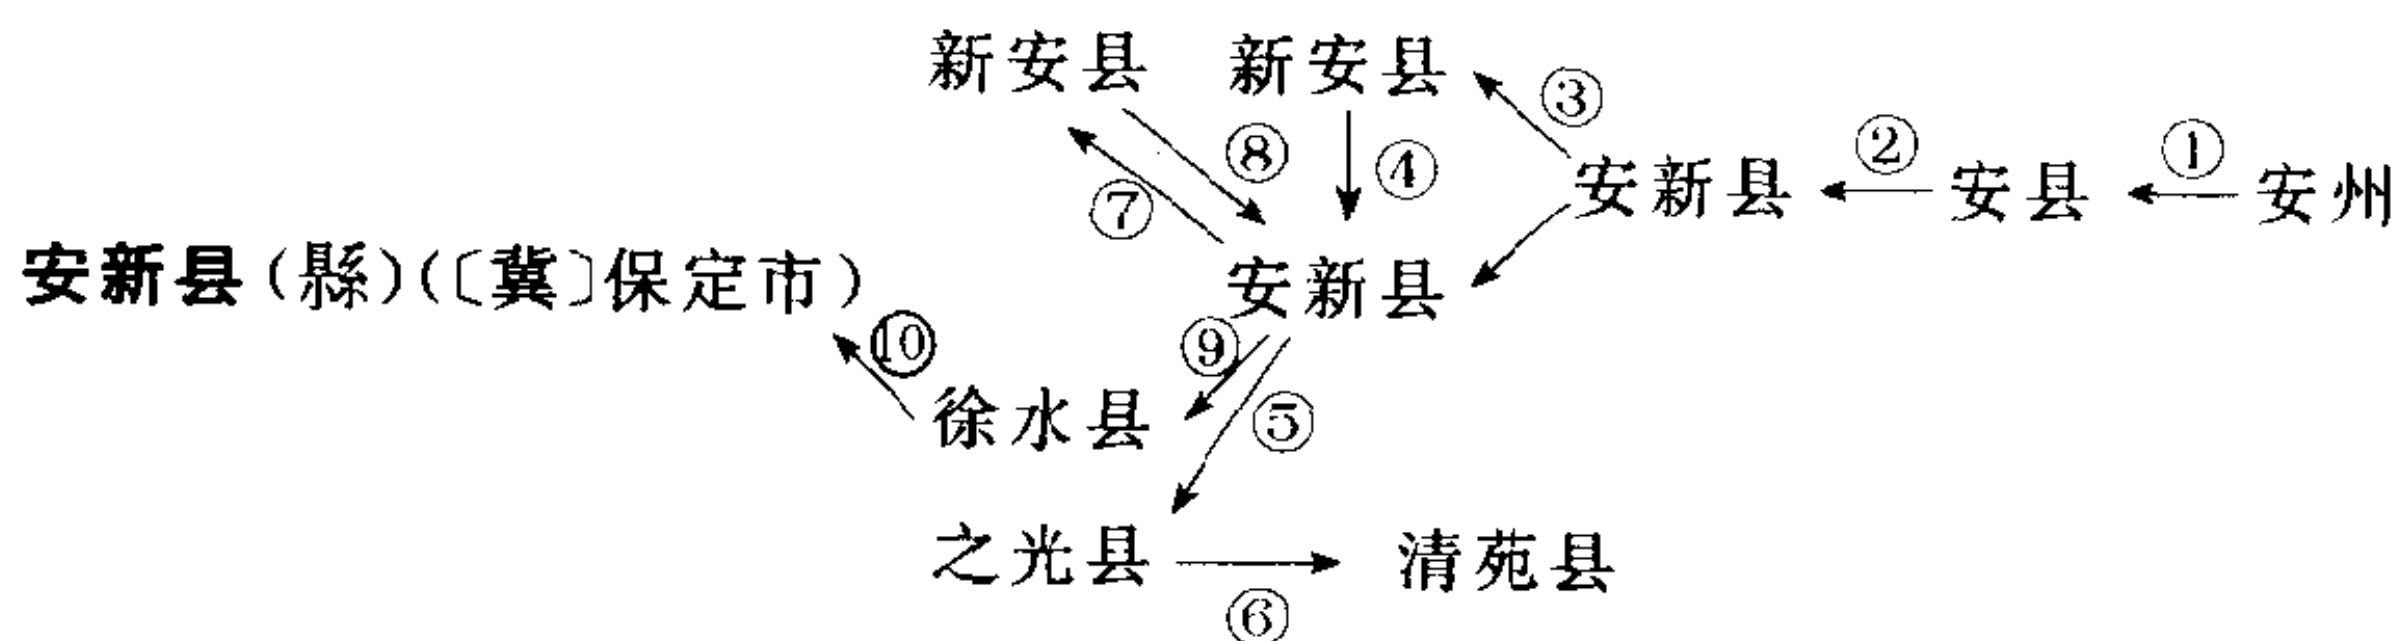 新安县 新安县 ③
⑧ ④ ② ①
⑦ 安新县 安县 安州
安新县(縣)(〔冀〕保定市) 安新县
⑩ ⑨
徐水县 ⑤
之光县 清苑县
⑥